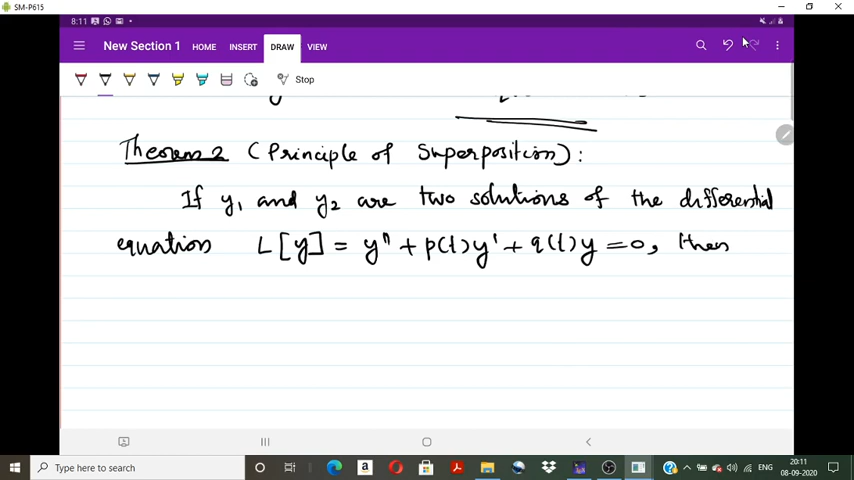 SM-P615
8:11
New Section 1 HOME INSERT DRAW VIEW
Stop
Theorem 2 (Principle of Superposition):
If y₁ and y₂ are two solutions of the differential
equation L[y] = y" + p(t)y' + q(t)y = 0, then
Type here to search
ENG
20:11
08-09-2020